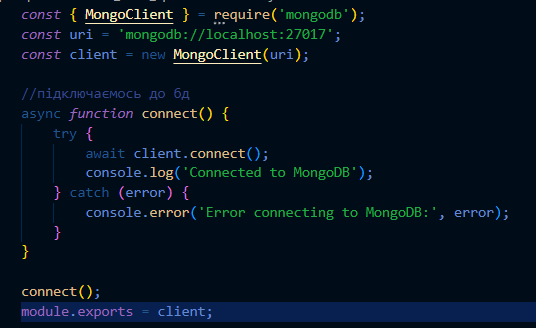 const { MongoClient } = require('mongodb');
const uri = 'mongodb://localhost:27017';
const client = new MongoClient(uri);
//підключаємось до бд
async function connect() {
try {
await client.connect();
console.log('Connected to MongoDB');
} catch (error) {
console.error('Error connecting to MongoDB:', error);
}
}
connect();
module.exports = client;